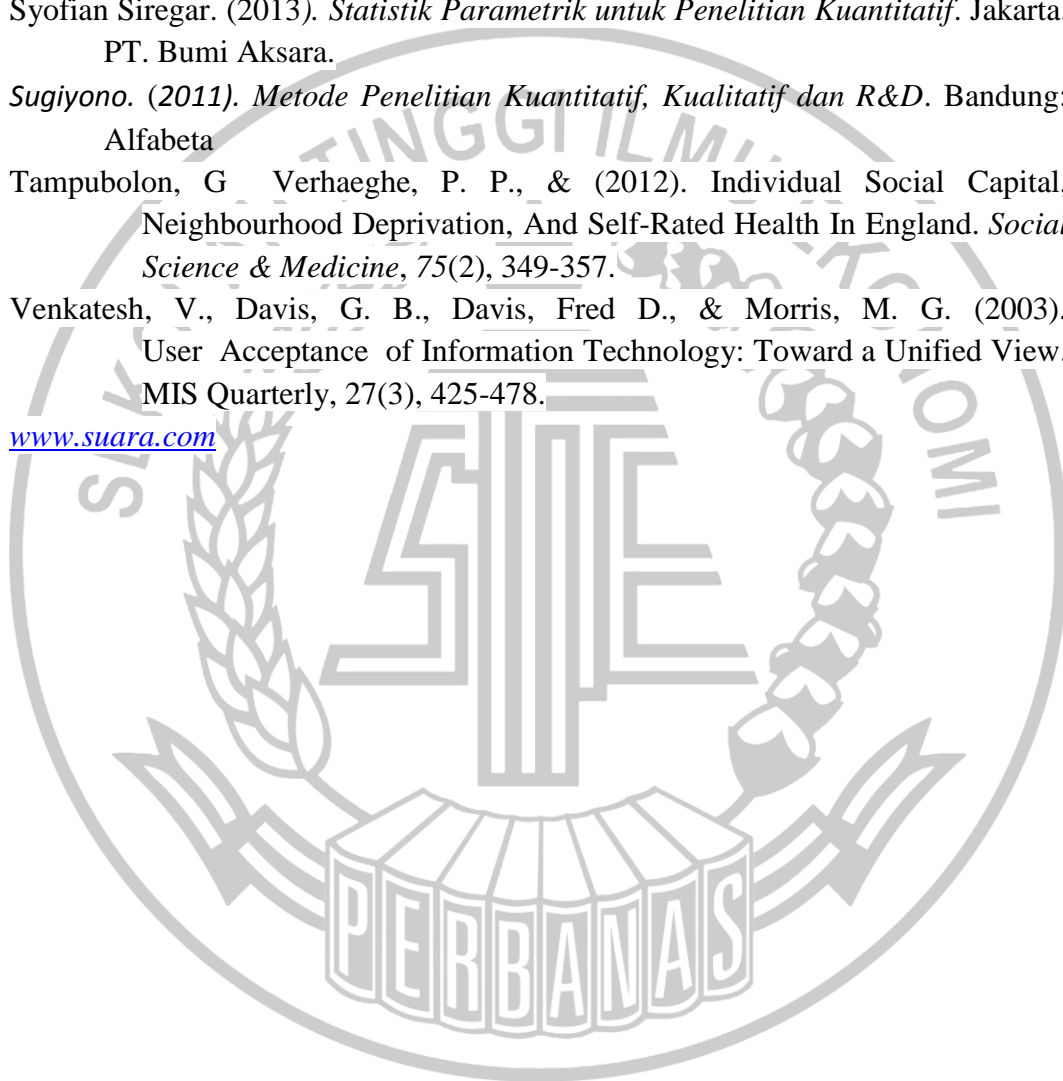 Syofian Siregar. (2013). Statistik Parametrik untuk Penelitian Kuantitatif. Jakarta.
PT. Bumi Aksara.
Sugiyono. (2011). Metode Penelitian Kuantitatif, Kualitatif dan R&D. Bandung:
Alfabeta
Tampubolon, G Verhaeghe, P. P., & (2012). Individual Social Capital,
Neighbourhood Deprivation, And Self-Rated Health In England. Social
Science & Medicine, 75(2), 349-357.
Venkatesh, V., Davis, G. B., Davis, Fred D., & Morris, M. G. (2003).
User Acceptance of Information Technology: Toward a Unified View.
MIS Quarterly, 27(3), 425-478.
www.suara.com
TINGGI ILMU
PERBANAS